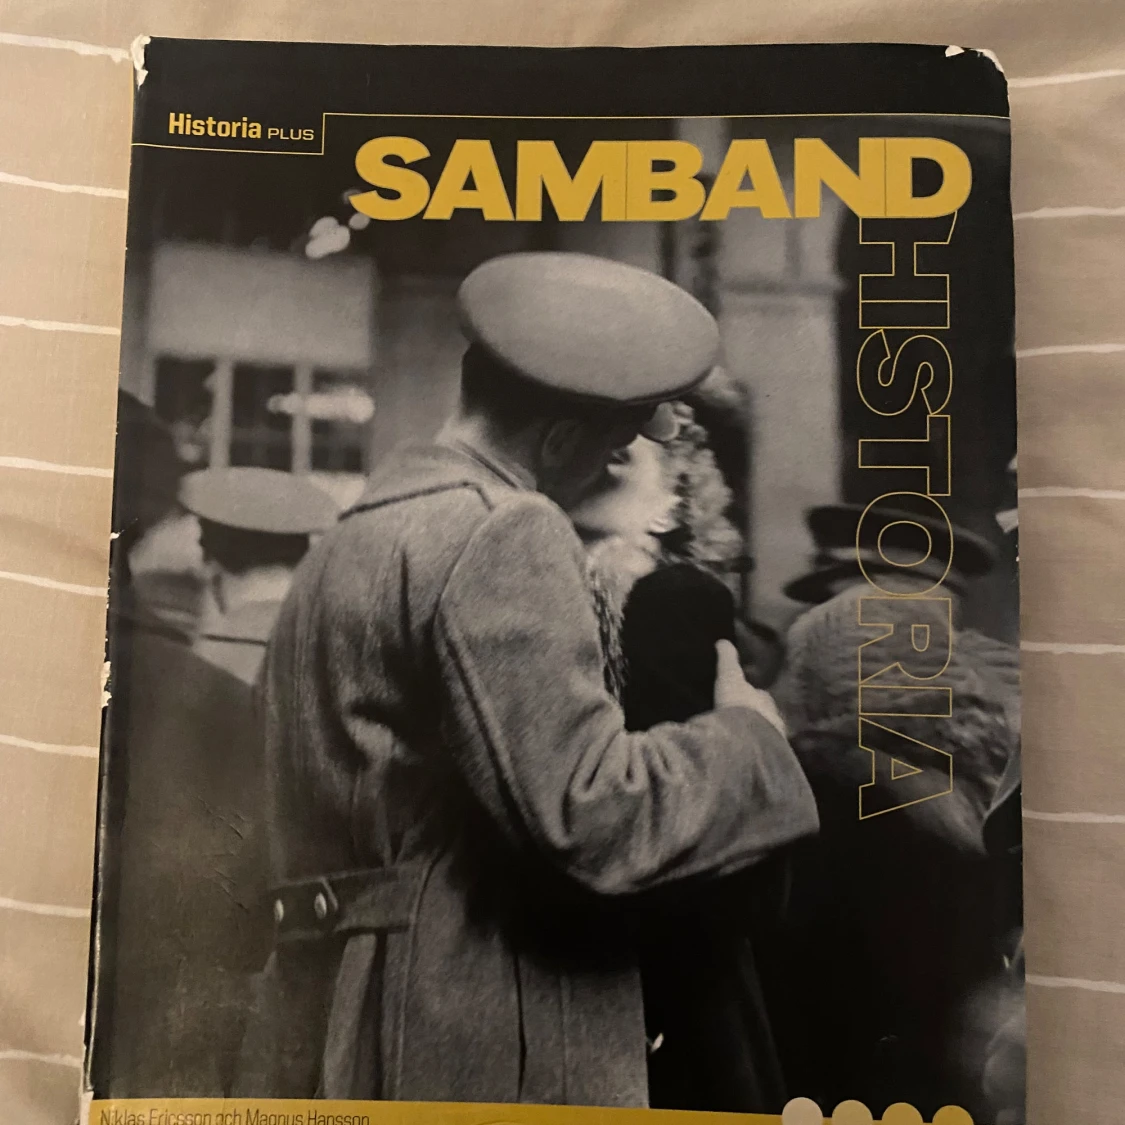 Historia PLUS
SAMBAND
HISTORIA
Niklas Ericsson och Magnus Hansson